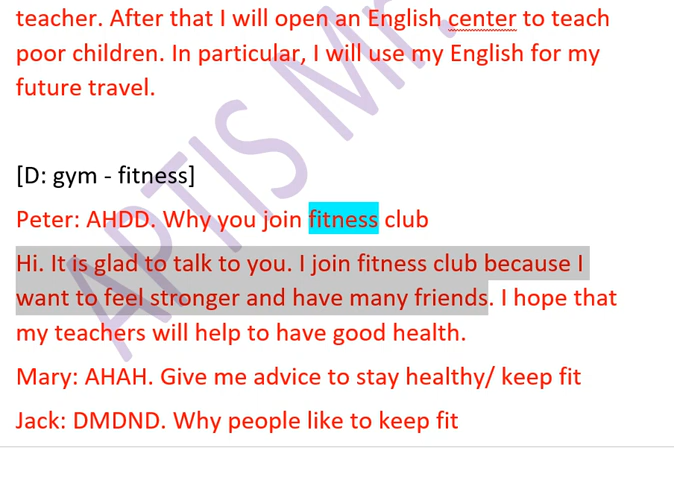 teacher. After that I will open an English center to teach
poor children. In particular, I will use my English for my
future travel.
[D: gym - fitness]
Peter: AHDD. Why you join fitness club
Hi. It is glad to talk to you. I join fitness club because I
want to feel stronger and have many friends. I hope that
my teachers will help to have good health.
Mary: AHAH. Give me advice to stay healthy/ keep fit
Jack: DMDND. Why people like to keep fit
APTIS Mr.